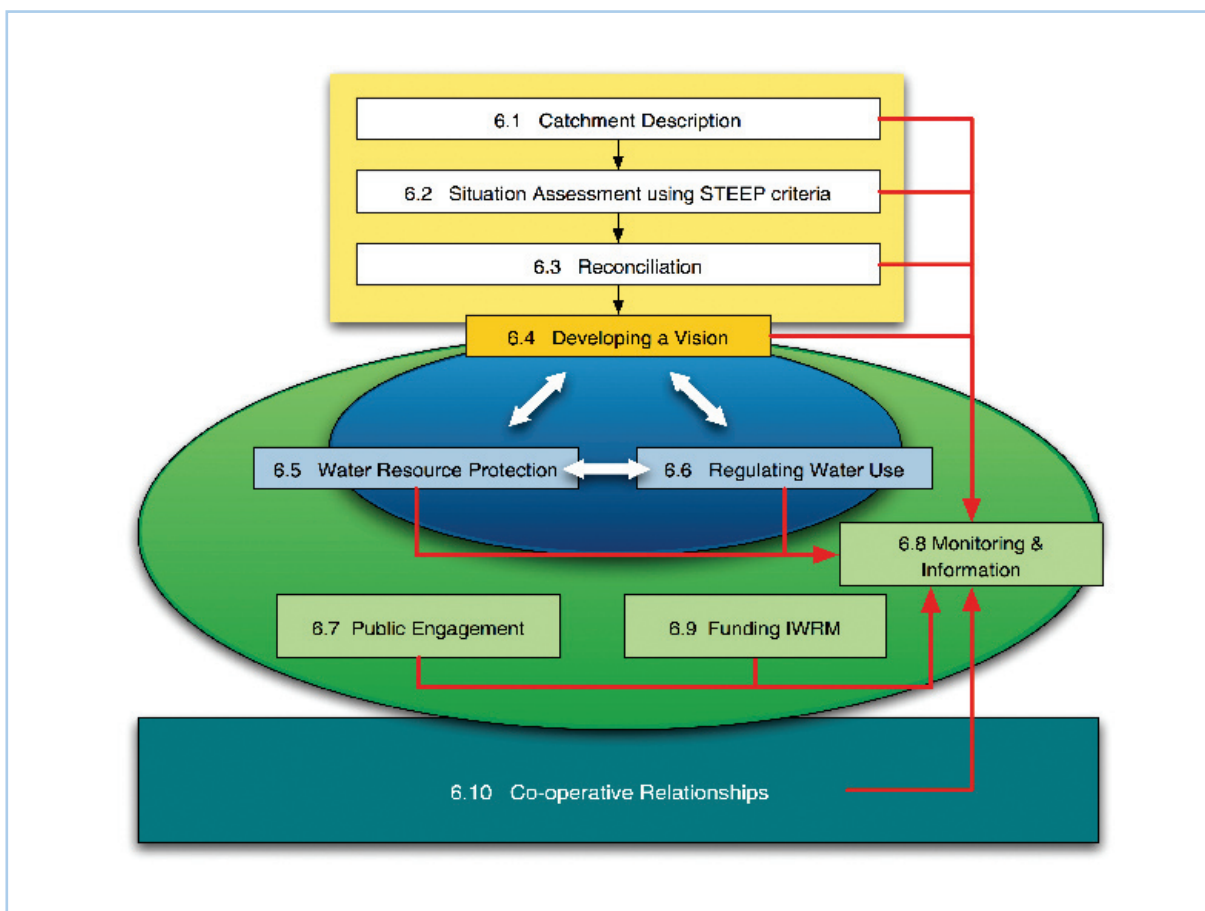 6.1 Catchment Description
6.2 Situation Assessment using STEEP criteria
6.3 Reconciliation
6.4 Developing a Vision
6.5 Water Resource Protection
6.6 Regulating Water Use
6.8 Monitoring &
Information
6.7 Public Engagement
6.9 Funding IWRM
6.10 Co-operative Relationships